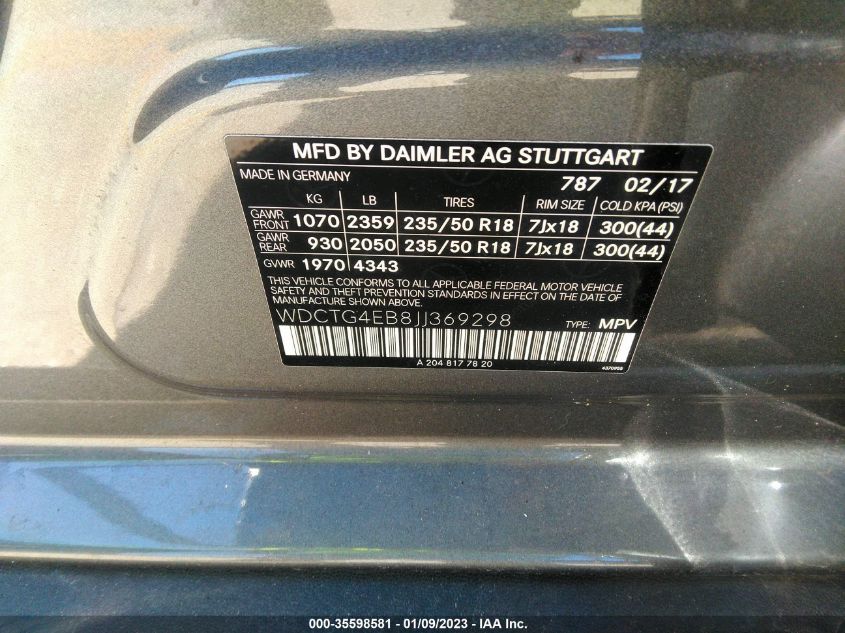 MFD BY DAIMLER AG STUTTGART
MADE IN GERMANY 787 02/17
KG LB TIRES RIM SIZE COLD KPA (PSI)
GAWR FRONT 1070 2359 235/50 R18 7Jx18 300(44)
GAWR REAR 930 2050 235/50 R18 7Jx18 300(44)
GVWR 1970 4343
THIS VEHICLE CONFORMS TO ALL APPLICABLE FEDERAL MOTOR VEHICLE
SAFETY AND THEFT PREVENTION STANDARDS IN EFFECT ON THE DATE
OF MANUFACTURE SHOWN ABOVE.
WDCTG4EB8JJ369298 TYPE: MPV
A 204 817 78 20
000-35598581 - 01/09/2023 - IAA Inc.